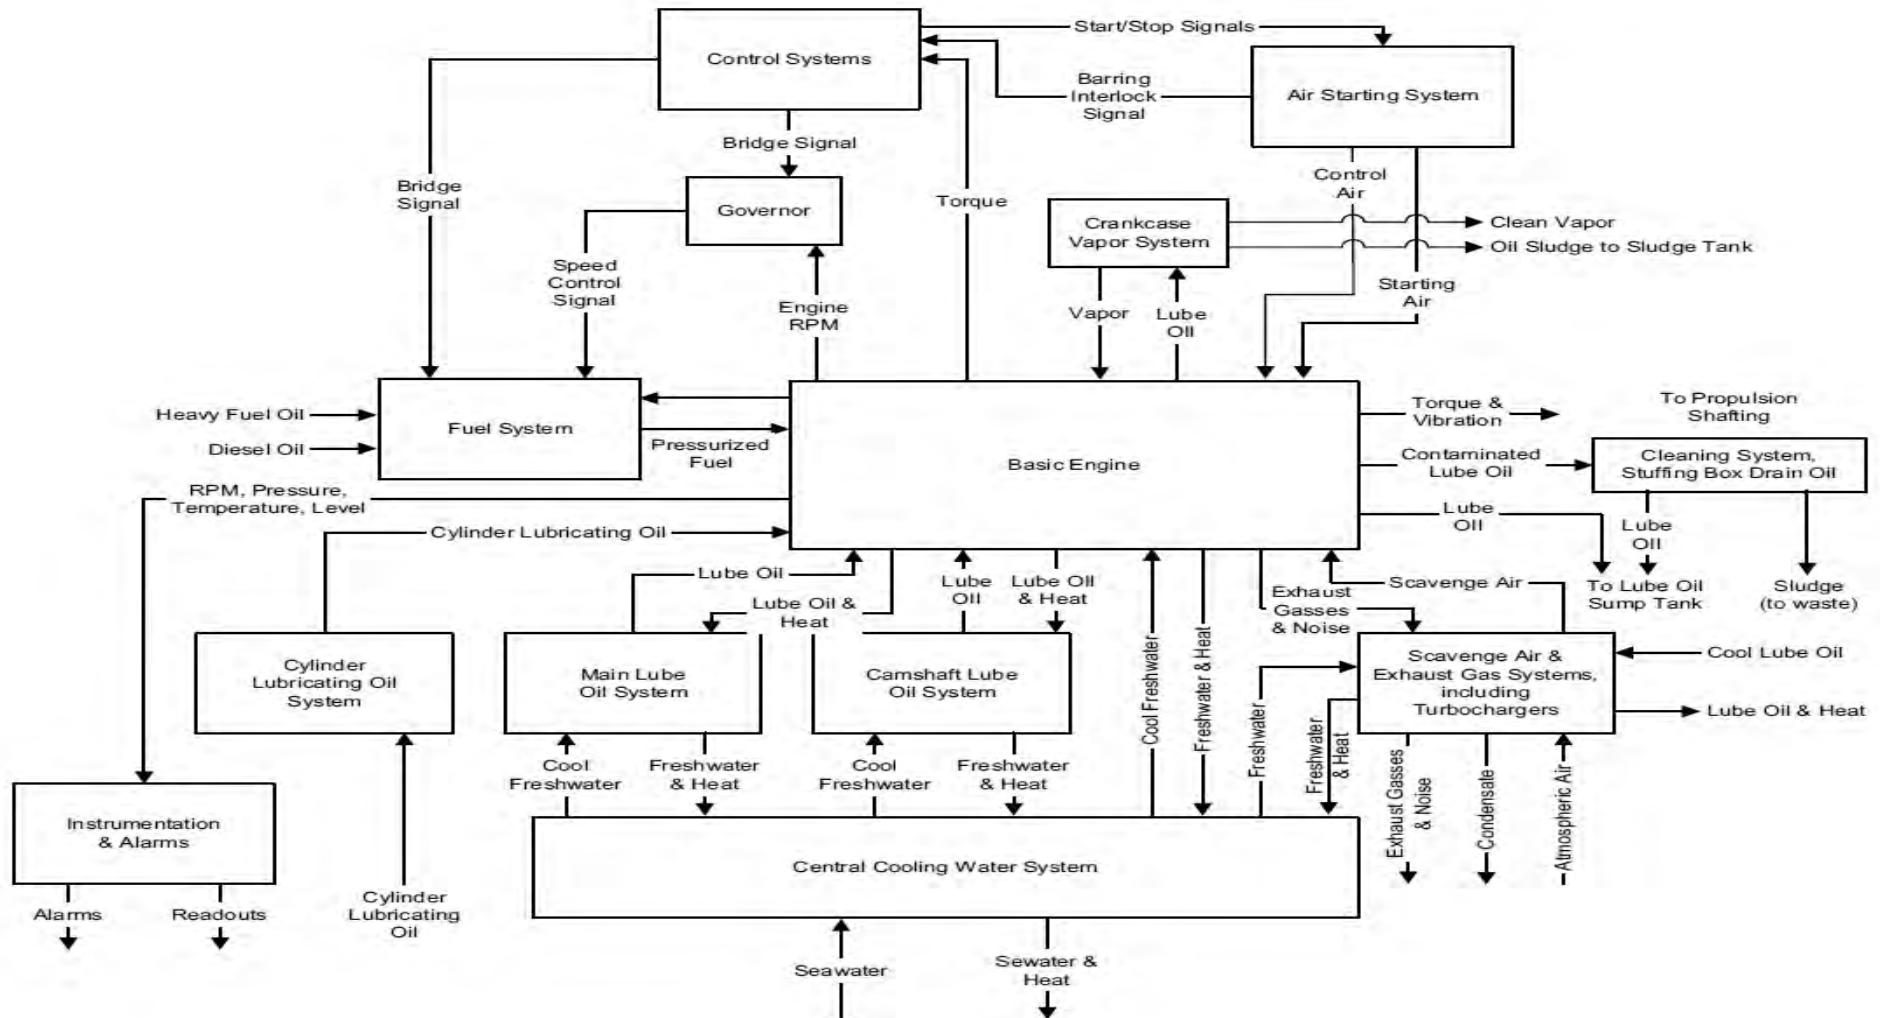 Start/Stop Signals
Control Systems
Barring
Interlock
Signal
Air Starting System
Bridge Signal
Bridge
Signal
Governor
Torque
Control
Air
Crankcase
Vapor System
Clean Vapor
Oil Sludge to Sludge Tank
Speed
Control
Signal
Engine
RPM
Vapor
Lube
OIl
Starting
Air
Heavy Fuel Oil
Diesel Oil
Fuel System
Pressurized
Fuel
Basic Engine
Torque &
Vibration
To Propulsion
Shafting
Contaminated
Lube Oil
Cleaning System,
Stuffing Box Drain Oil
RPM, Pressure,
Temperature, Level
Cylinder Lubricating Oil
Lube
OIl
Lube
OIl
To Lube Oil
Sump Tank
Sludge
(to waste)
Lube Oil
Lube Oil &
Heat
Lube
OIl
Lube OIl
& Heat
Exhaust
Gasses
& Noise
Scavenge Air
Cylinder
Lubricating Oil
System
Main Lube
Oil System
Camshaft Lube
Oil System
Cool Freshwater
Freshwater & Heat
Freshwater
Freshwater
& Heat
Scavenge Air &
Exhaust Gas Systems,
including
Turbochargers
Cool Lube Oil
Lube Oil & Heat
Cool
Freshwater
Freshwater
& Heat
Cool
Freshwater
Freshwater
& Heat
Exhaust Gasses
& Noise
Condensate
Atmospheric Air
Instrumentation
& Alarms
Central Cooling Water System
Alarms
Readouts
Cylinder
Lubricating
Oil
Seawater
Sewater &
Heat